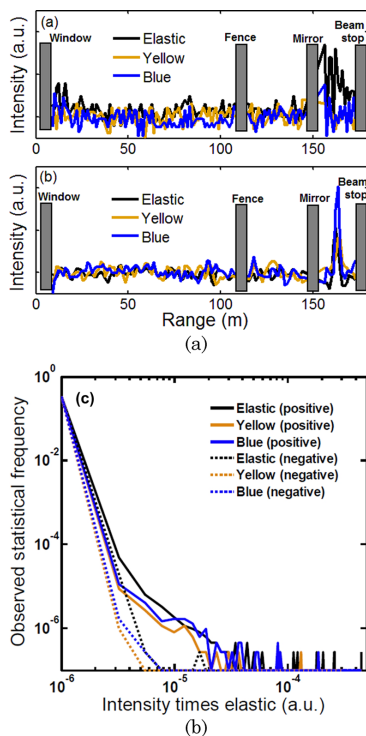 (a)
Window
Elastic
Yellow
Blue
Fence
Mirror
Beam
stop
Intensity (a.u.)
0
50
100
150
(b)
Window
Elastic
Yellow
Blue
Fence
Mirror
Beam
stop
Intensity (a.u.)
0
50
100
150
Range (m)
(a)
(c)
Elastic (positive)
Yellow (positive)
Blue (positive)
Elastic (negative)
Yellow (negative)
Blue (negative)
Observed statistical frequency
10^0
10^-2
10^-4
10^-6
10^-6
10^-5
10^-4
Intensity times elastic (a.u.)
(b)